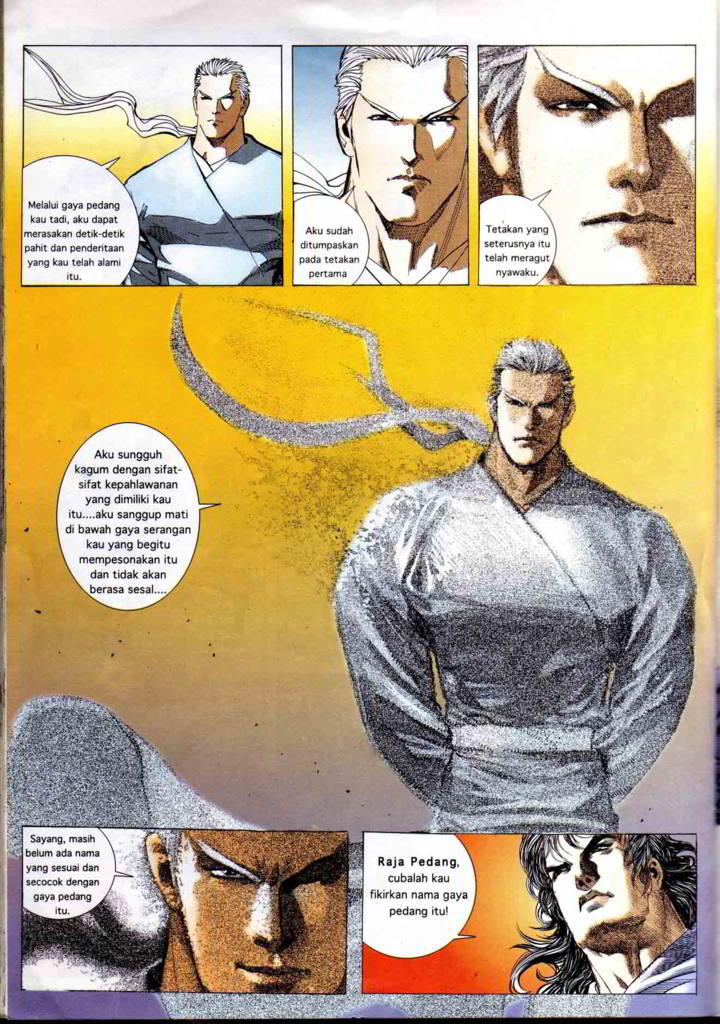 Melalui gaya pedang
kau tadi, aku dapat
merasakan detik-detik
pahit dan penderitaan
yang kau telah alami
itu.
Aku sudah
ditumpaskan
pada tetakan
pertama
Tetakan yang
seterusnya itu
telah meragut
nyawaku.
Aku sungguh
kagum dengan sifat-
sifat kepahlawanan
yang dimiliki kau
itu....aku sanggup mati
di bawah gaya serangan
kau yang begitu
mempesonakan itu
dan tidak akan
berasa sesal....
Sayang, masih
belum ada nama
yang sesuai dan
secocok dengan
gaya pedang
itu.
Raja Pedang,
cubalah kau
fikirkan nama gaya
pedang itu!